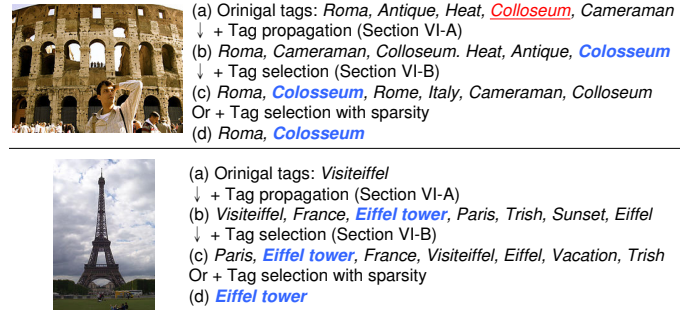 (a) Orinigal tags: Roma, Antique, Heat, Colloseum, Cameraman
↓ + Tag propagation (Section VI-A)
(b) Roma, Cameraman, Colloseum. Heat, Antique, Colosseum
↓ + Tag selection (Section VI-B)
(c) Roma, Colosseum, Rome, Italy, Cameraman, Colloseum
Or + Tag selection with sparsity
(d) Roma, Colosseum
(a) Orinigal tags: Visiteiffel
↓ + Tag propagation (Section VI-A)
(b) Visiteiffel, France, Eiffel tower, Paris, Trish, Sunset, Eiffel
↓ + Tag selection (Section VI-B)
(c) Paris, Eiffel tower, France, Visiteiffel, Eiffel, Vacation, Trish
Or + Tag selection with sparsity
(d) Eiffel tower